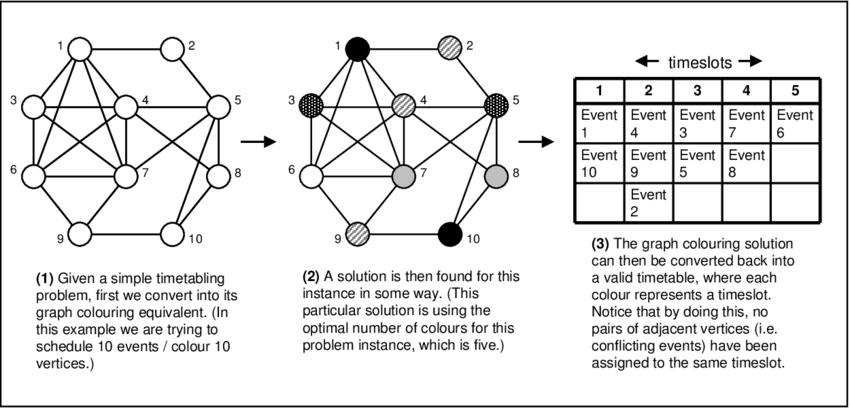 1
2
3
4
5
6
7
8
9
10
1
2
3
4
5
6
7
8
9
10
timeslots
1 2 3 4 5
Event 1 Event 4 Event 3 Event 7 Event 6
Event 10 Event 9 Event 5 Event 8
Event 2
(1) Given a simple timetabling
problem, first we convert into its
graph colouring equivalent. (In
this example we are trying to
schedule 10 events / colour 10
vertices.)
(2) A solution is then found for this
instance in some way. (This
particular solution is using the
optimal number of colours for this
problem instance, which is five.)
(3) The graph colouring solution
can then be converted back into
a valid timetable, where each
colour represents a timeslot.
Notice that by doing this, no
pairs of adjacent vertices (i.e.
conflicting events) have been
assigned to the same timeslot.